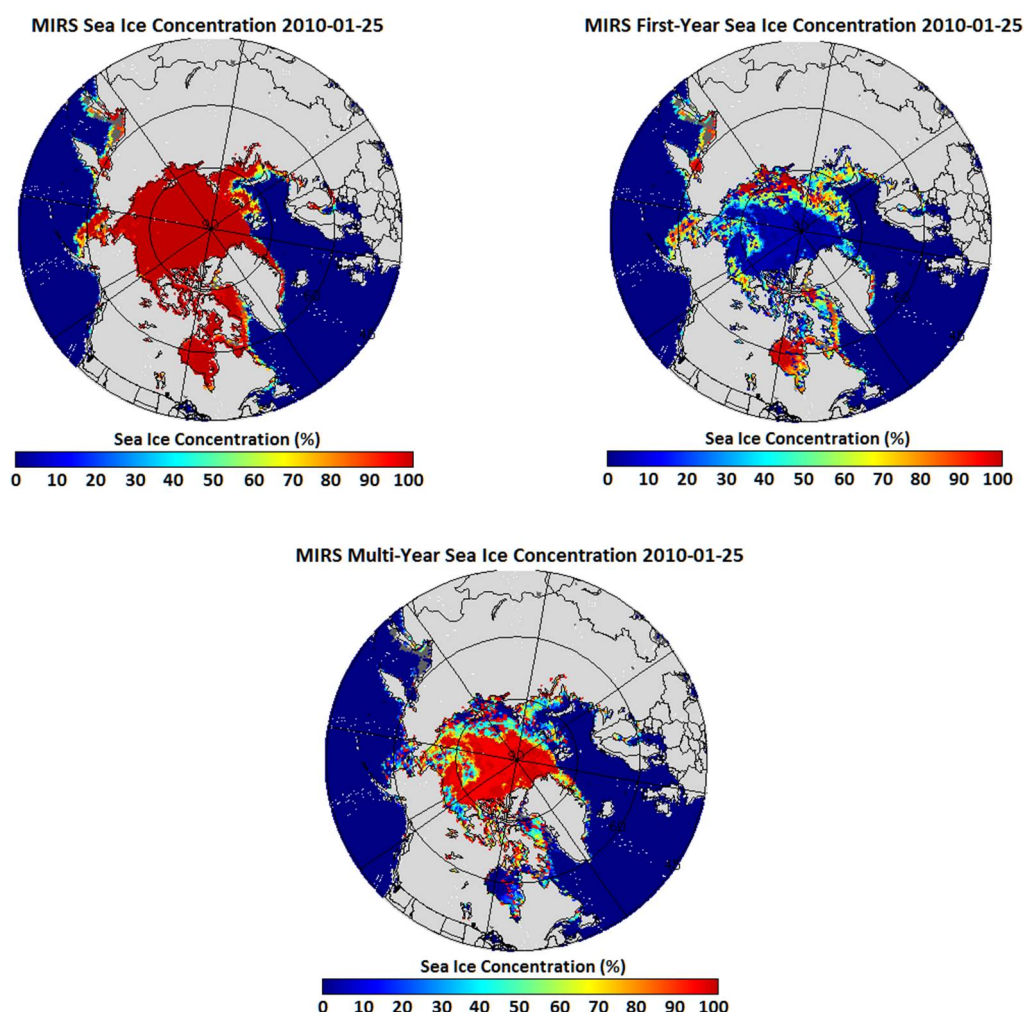 MIRS Sea Ice Concentration 2010-01-25
MIRS First-Year Sea Ice Concentration 2010-01-25
Sea Ice Concentration (%)
0 10 20 30 40 50 60 70 80 90 100
Sea Ice Concentration (%)
0 10 20 30 40 50 60 70 80 90 100
MIRS Multi-Year Sea Ice Concentration 2010-01-25
Sea Ice Concentration (%)
0 10 20 30 40 50 60 70 80 90 100